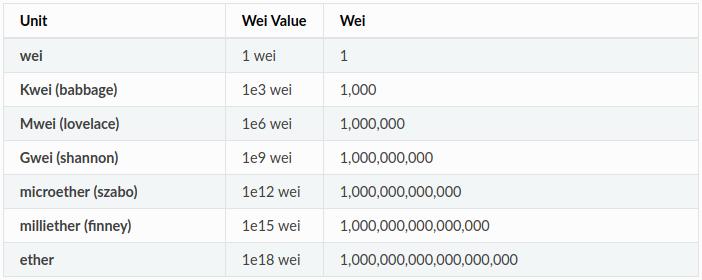 Unit Wei Value Wei
wei 1 wei 1
Kwei (babbage) 1e3 wei 1,000
Mwei (lovelace) 1e6 wei 1,000,000
Gwei (shannon) 1e9 wei 1,000,000,000
microether (szabo) 1e12 wei 1,000,000,000,000
milliether (finney) 1e15 wei 1,000,000,000,000,000
ether 1e18 wei 1,000,000,000,000,000,000